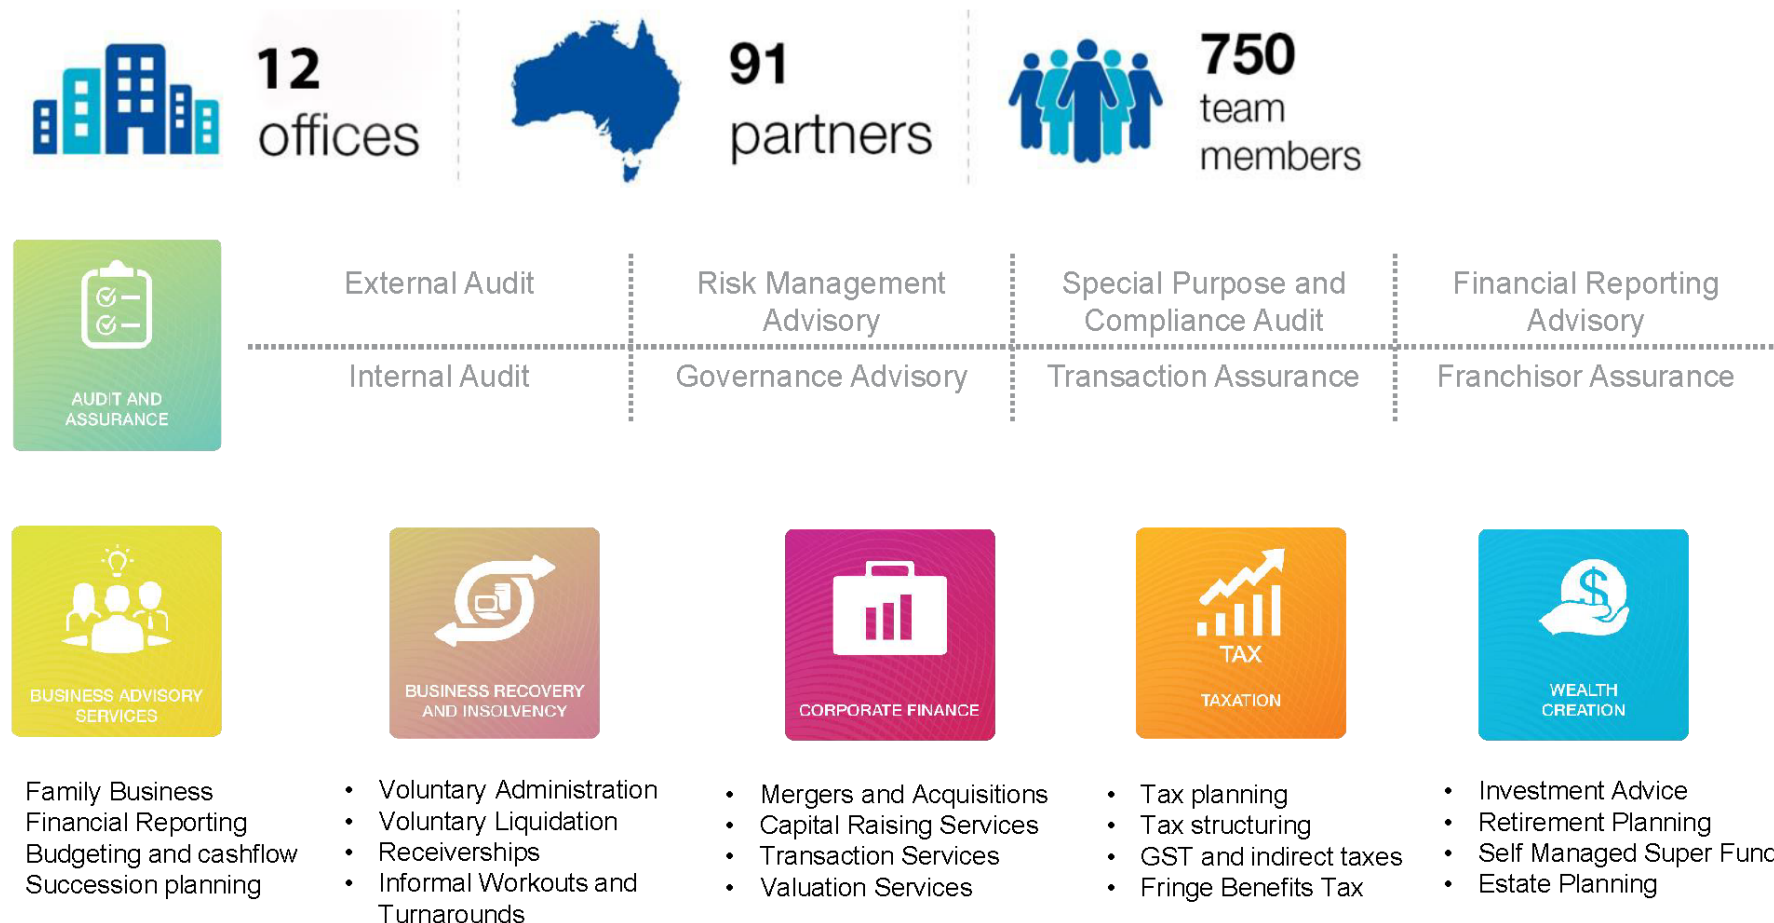 12
offices
91
partners
750
team
members
AUDIT AND
ASSURANCE
External Audit
Risk Management
Advisory
Special Purpose and
Compliance Audit
Financial Reporting
Advisory
Internal Audit
Governance Advisory
Transaction Assurance
Franchisor Assurance
BUSINESS ADVISORY
SERVICES
Family Business
Financial Reporting
Budgeting and cashflow
Succession planning
BUSINESS RECOVERY
AND INSOLVENCY
• Voluntary Administration
• Voluntary Liquidation
• Receiverships
• Informal Workouts and
Turnarounds
CORPORATE FINANCE
• Mergers and Acquisitions
• Capital Raising Services
• Transaction Services
• Valuation Services
TAX
TAXATION
• Tax planning
• Tax structuring
• GST and indirect taxes
• Fringe Benefits Tax
$
WEALTH
CREATION
• Investment Advice
• Retirement Planning
• Self Managed Super Fund
• Estate Planning